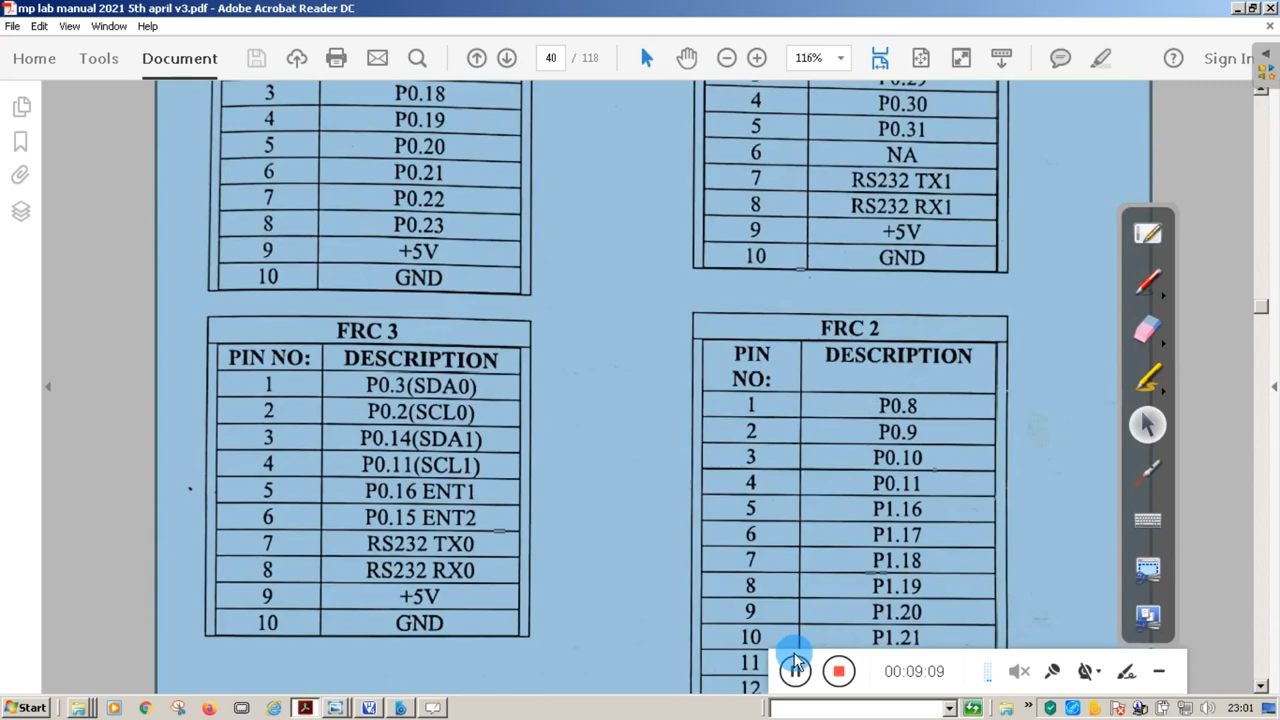 mp lab manual 2021 5th april v3.pdf - Adobe Acrobat Reader DC
File Edit View Window Help
Home Tools Document 40 / 118 116% Sign In
3 P0.18
4 P0.19
5 P0.20
6 P0.21
7 P0.22
8 P0.23
9 +5V
10 GND
4 P0.30
5 P0.31
6 NA
7 RS232 TX1
8 RS232 RX1
9 +5V
10 GND
FRC 3
PIN NO: DESCRIPTION
1 P0.3(SDA0)
2 P0.2(SCL0)
3 P0.14(SDA1)
4 P0.11(SCL1)
5 P0.16 ENT1
6 P0.15 ENT2
7 RS232 TX0
8 RS232 RX0
9 +5V
10 GND
FRC 2
PIN NO: DESCRIPTION
1 P0.8
2 P0.9
3 P0.10
4 P0.11
5 P1.16
6 P1.17
7 P1.18
8 P1.19
9 P1.20
10 P1.21
11
12
00:09:09
Start
23:01